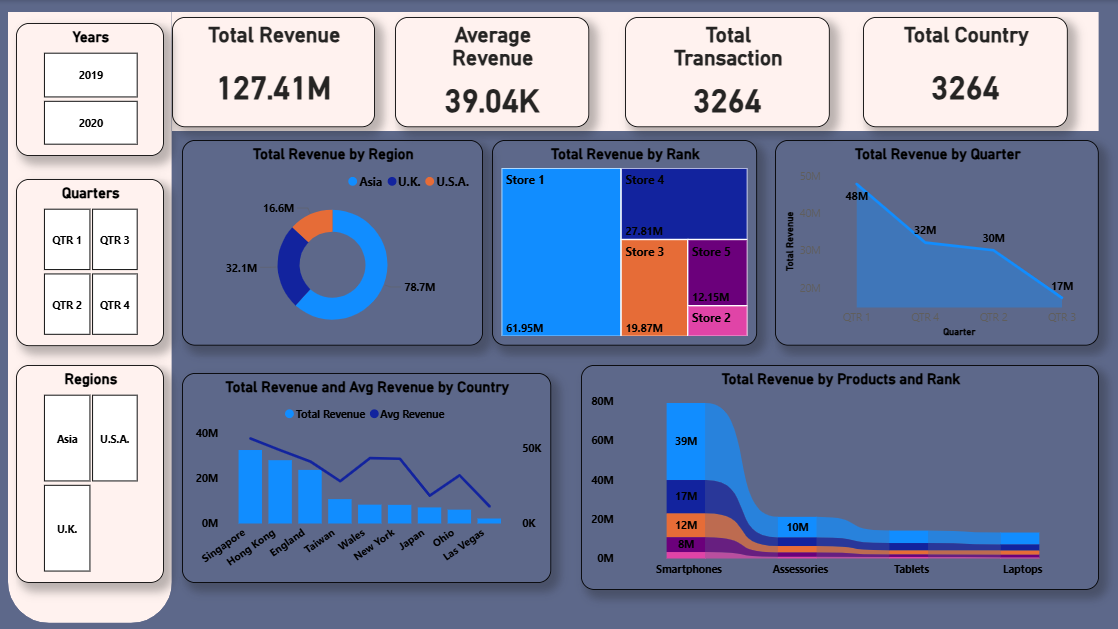 Years
2019
2020
Quarters
QTR 1
QTR 3
QTR 2
QTR 4
Regions
Asia
U.S.A.
U.K.
Total Revenue
127.41M
Average
Revenue
39.04K
Total
Transaction
3264
Total Country
3264
Total Revenue by Region
Asia U.K. U.S.A.
16.6M
32.1M
78.7M
Total Revenue by Rank
Store 1
61.95M
Store 4
27.81M
Store 3
19.87M
Store 5
12.15M
Store 2
Total Revenue by Quarter
Total Revenue
50M
40M
30M
20M
48M
32M
30M
17M
QTR 1
QTR 4
QTR 2
QTR 3
Quarter
Total Revenue and Avg Revenue by Country
Total Revenue Avg Revenue
40M
20M
0M
50K
0K
Singapore
Hong Kong
England
Taiwan
Wales
New York
Japan
Ohio
Las Vegas
Total Revenue by Products and Rank
80M
60M
40M
20M
0M
39M
17M
12M
8M
10M
Smartphones
Assessories
Tablets
Laptops